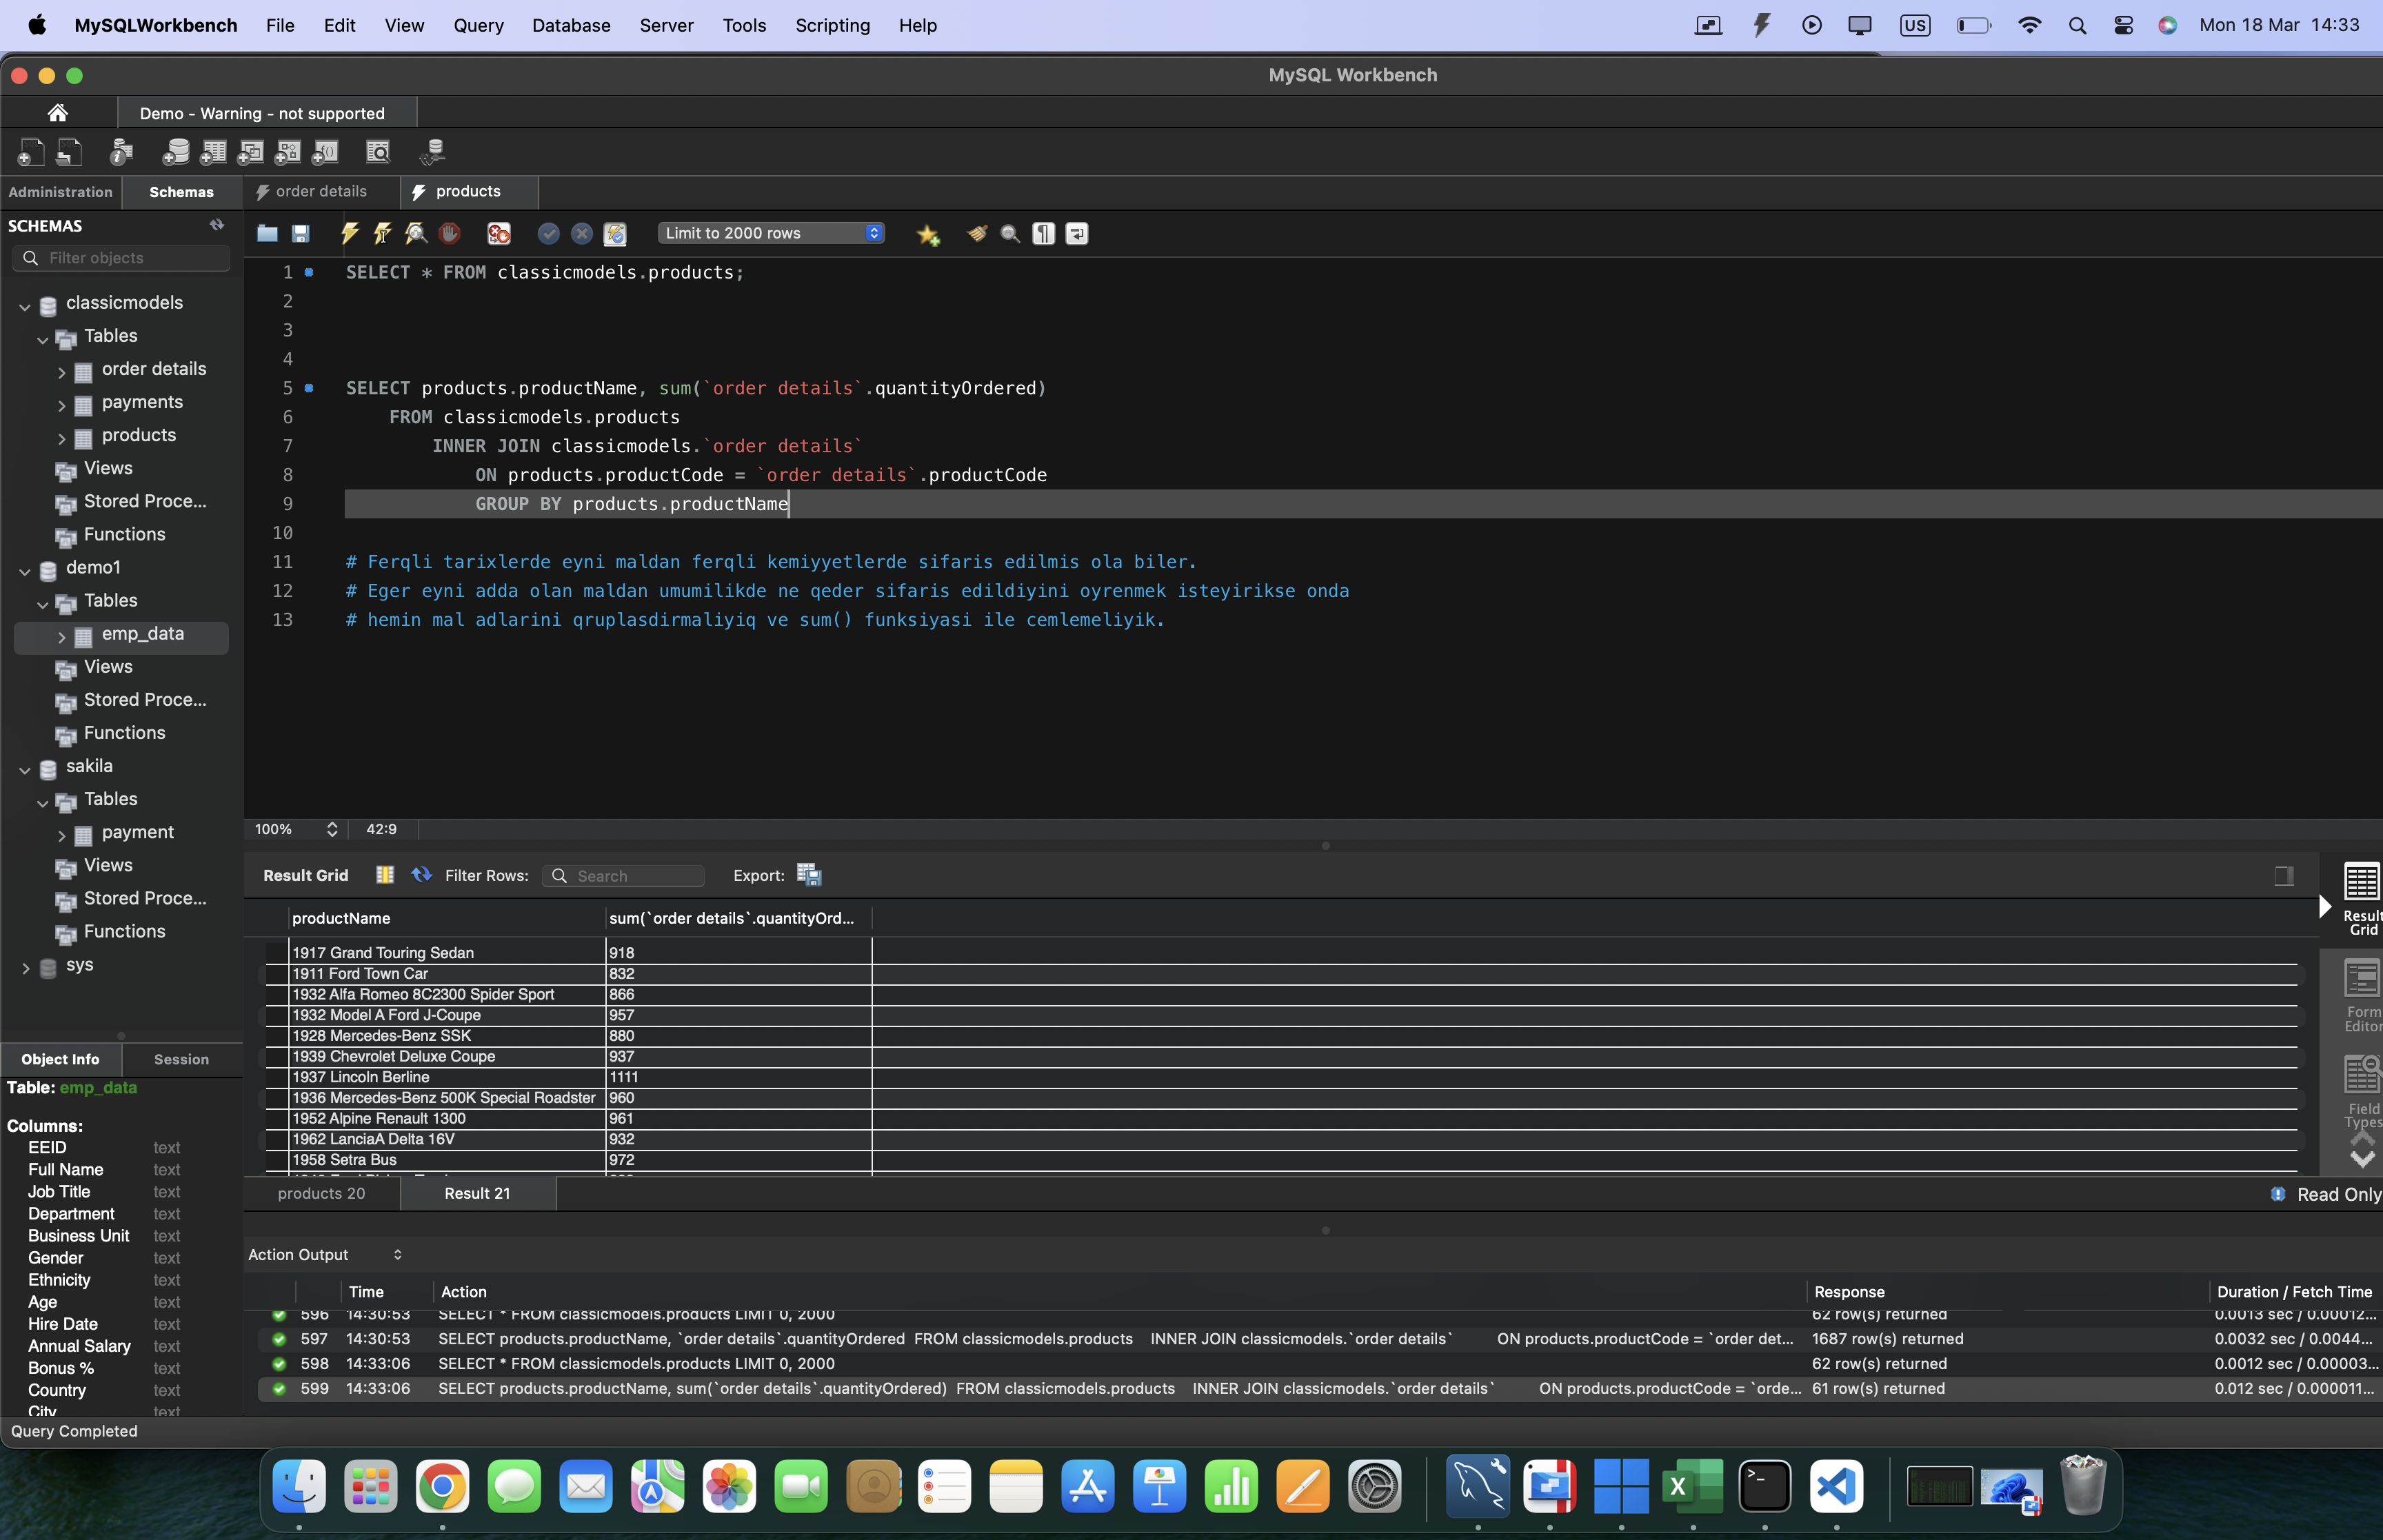 MySQLWorkbench File Edit View Query Database Server Tools Scripting Help US Mon 18 Mar 14:33
MySQL Workbench
Demo - Warning - not supported
Administration Schemas order details products
SCHEMAS
Filter objects
Limit to 2000 rows
classicmodels
Tables
order details
payments
products
Views
Stored Proce...
Functions
demo1
Tables
emp_data
Views
Stored Proce...
Functions
sakila
Tables
payment
Views
Stored Proce...
Functions
sys
1 SELECT * FROM classicmodels.products;
2
3
4
5 SELECT products.productName, sum(`order details`.quantityOrdered)
6 FROM classicmodels.products
7 INNER JOIN classicmodels.`order details`
8 ON products.productCode = `order details`.productCode
9 GROUP BY products.productName
10
11 # Ferqli tarixlerde eyni maldan ferqli kemiyyetlerde sifaris edilmis ola biler.
12 # Eger eyni adda olan maldan umumilikde ne qeder sifaris edildiyini oyrenmek isteyirikse onda
13 # hemin mal adlarini qruplasdirmaliyiq ve sum() funksiyasi ile cemlemeliyik.
100% 42:9
Result Grid Filter Rows: Search Export:
productName sum(`order details`.quantityOrd...
1917 Grand Touring Sedan 918
1911 Ford Town Car 832
1932 Alfa Romeo 8C2300 Spider Sport 866
1932 Model A Ford J-Coupe 957
1928 Mercedes-Benz SSK 880
1939 Chevrolet Deluxe Coupe 937
1937 Lincoln Berline 1111
1936 Mercedes-Benz 500K Special Roadster 960
1952 Alpine Renault 1300 961
1962 LanciaA Delta 16V 932
1958 Setra Bus 972
Result
Grid
Form
Editor
Field
Types
products 20 Result 21
Read Only
Object Info Session
Table: emp_data
Columns:
EEID text
Full Name text
Job Title text
Department text
Business Unit text
Gender text
Ethnicity text
Age text
Hire Date text
Annual Salary text
Bonus % text
Country text
City text
Action Output
Time Action Response Duration / Fetch Time
596 14:30:53 SELECT * FROM classicmodels.products LIMIT 0, 2000 62 row(s) returned 0.0013 sec / 0.00012...
597 14:30:53 SELECT products.productName, `order details`.quantityOrdered FROM classicmodels.products INNER JOIN classicmodels.`order details` ON products.productCode = `order det... 1687 row(s) returned 0.0032 sec / 0.0044...
598 14:33:06 SELECT * FROM classicmodels.products LIMIT 0, 2000 62 row(s) returned 0.0012 sec / 0.00003...
599 14:33:06 SELECT products.productName, sum(`order details`.quantityOrdered) FROM classicmodels.products INNER JOIN classicmodels.`order details` ON products.productCode = `orde... 61 row(s) returned 0.012 sec / 0.000011...
Query Completed